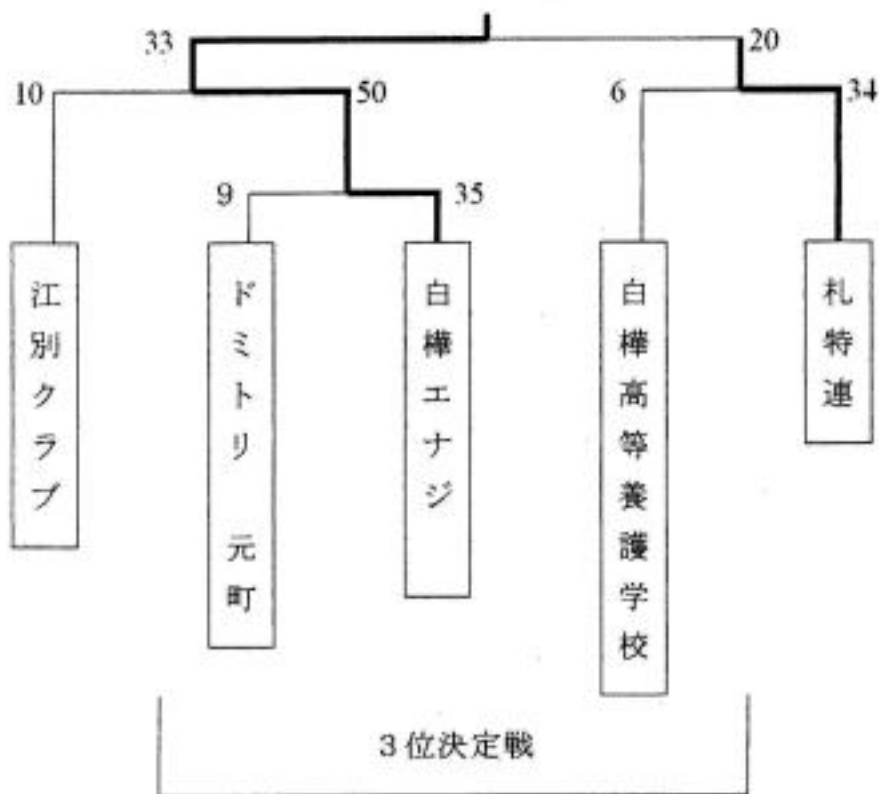 33
20
10
50
6
34
9
35
江別クラブ
ドミトリ 元町
白樺エナジ
白樺高等養護学校
札特連
3位決定戦